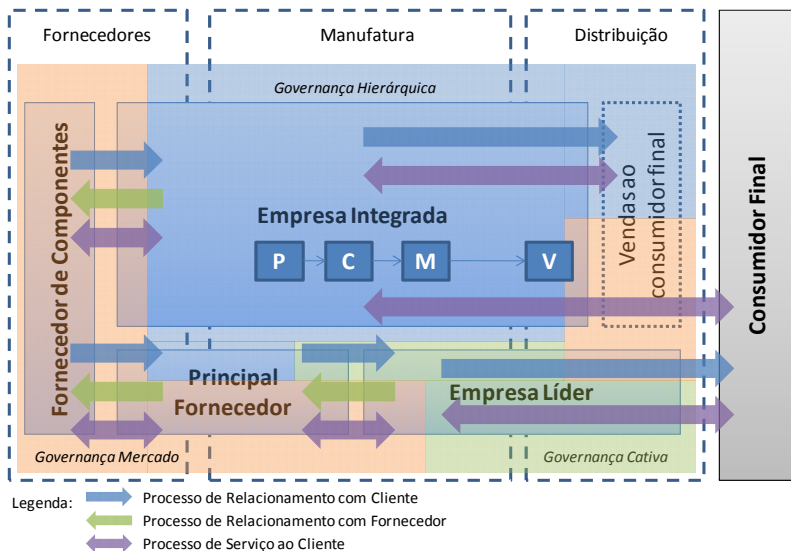 Fornecedores
Manufatura
Distribuição
Governança Hierárquica
Fornecedor de Componentes
Empresa Integrada
P
C
M
V
Vendas ao
consumidor final
Consumidor Final
Principal
Fornecedor
Empresa Líder
Governança Mercado
Governança Cativa
Legenda:
Processo de Relacionamento com Cliente
Processo de Relacionamento com Fornecedor
Processo de Serviço ao Cliente